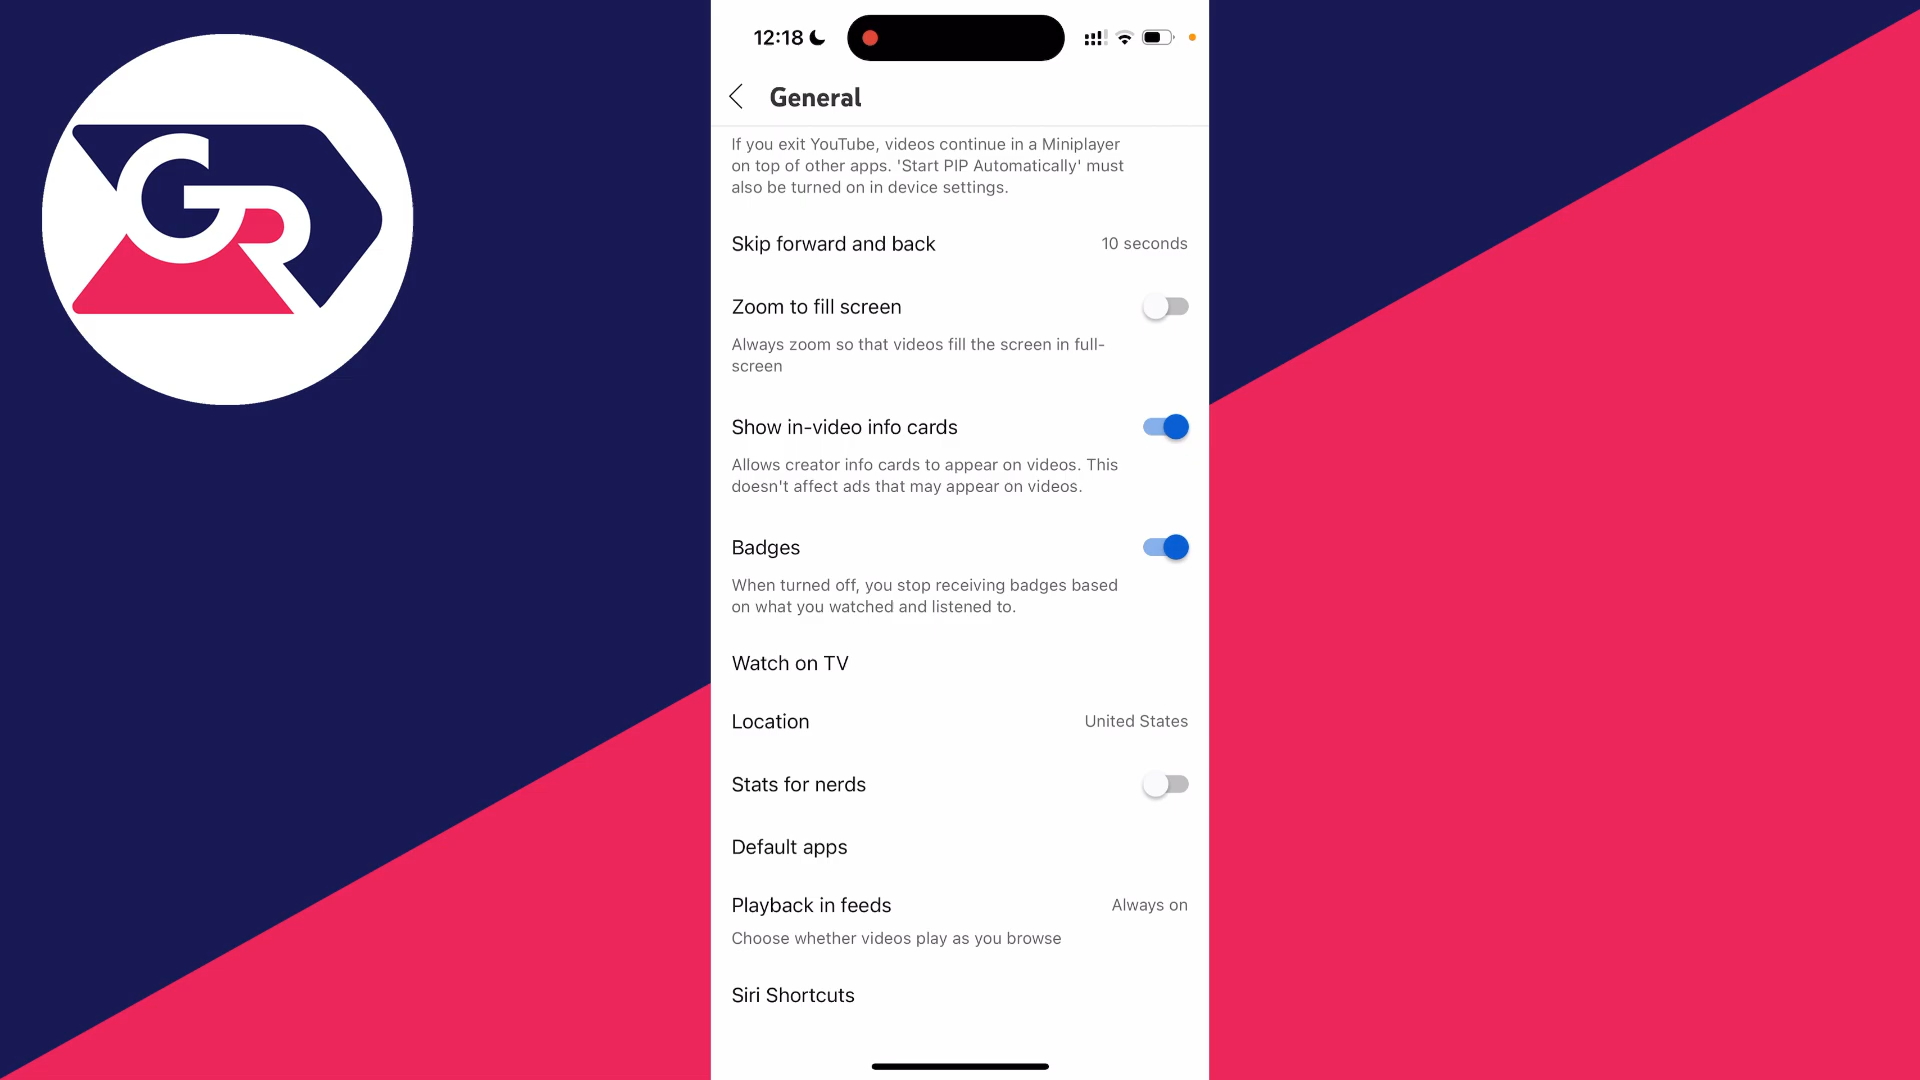 GR
12:18
General
If you exit YouTube, videos continue in a Miniplayer
on top of other apps. 'Start PIP Automatically' must
also be turned on in device settings.
Skip forward and back 10 seconds
Zoom to fill screen
Always zoom so that videos fill the screen in full-
screen
Show in-video info cards
Allows creator info cards to appear on videos. This
doesn't affect ads that may appear on videos.
Badges
When turned off, you stop receiving badges based
on what you watched and listened to.
Watch on TV
Location United States
Stats for nerds
Default apps
Playback in feeds Always on
Choose whether videos play as you browse
Siri Shortcuts